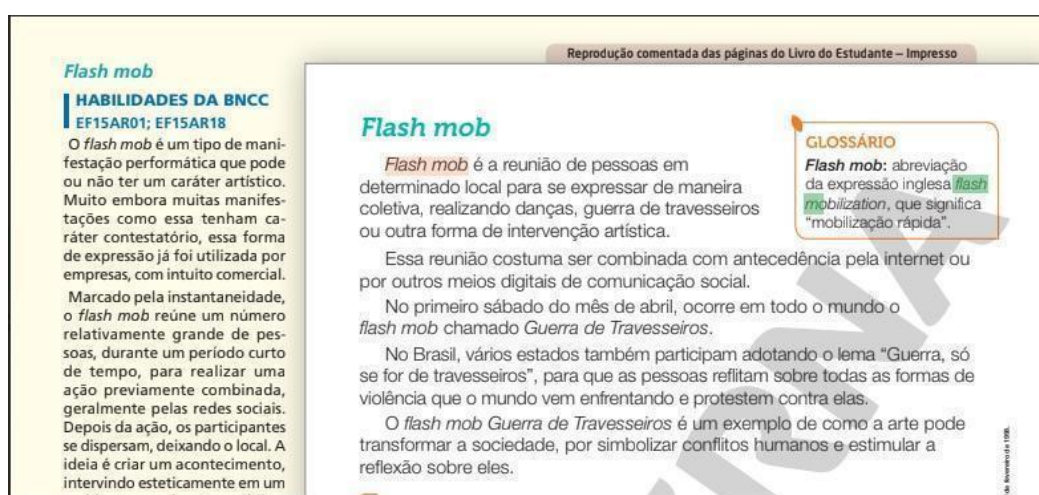 Reprodução comentada das páginas do Livro do Estudante – Impresso
Flash mob
HABILIDADES DA BNCC
EF15AR01; EF15AR18
O flash mob é um tipo de mani-
festação performática que pode
ou não ter um caráter artístico.
Muito embora muitas manifes-
tações como essa tenham ca-
ráter contestatório, essa forma
de expressão já foi utilizada por
empresas, com intuito comercial.
Marcado pela instantaneidade,
o flash mob reúne um número
relativamente grande de pes-
soas, durante um período curto
de tempo, para realizar uma
ação previamente combinada,
geralmente pelas redes sociais.
Depois da ação, os participantes
se dispersam, deixando o local. A
ideia é criar um acontecimento,
intervindo esteticamente em um
Flash mob
Flash mob é a reunião de pessoas em
determinado local para se expressar de maneira
coletiva, realizando danças, guerra de travesseiros
ou outra forma de intervenção artística.
GLOSSÁRIO
Flash mob: abreviação
da expressão inglesa flash
mobilization, que significa
“mobilização rápida”.
Essa reunião costuma ser combinada com antecedência pela internet ou
por outros meios digitais de comunicação social.
No primeiro sábado do mês de abril, ocorre em todo o mundo o
flash mob chamado Guerra de Travesseiros.
No Brasil, vários estados também participam adotando o lema “Guerra, só
se for de travesseiros”, para que as pessoas reflitam sobre todas as formas de
violência que o mundo vem enfrentando e protestem contra elas.
O flash mob Guerra de Travesseiros é um exemplo de como a arte pode
transformar a sociedade, por simbolizar conflitos humanos e estimular a
reflexão sobre eles.
de fevereiro de 1998.